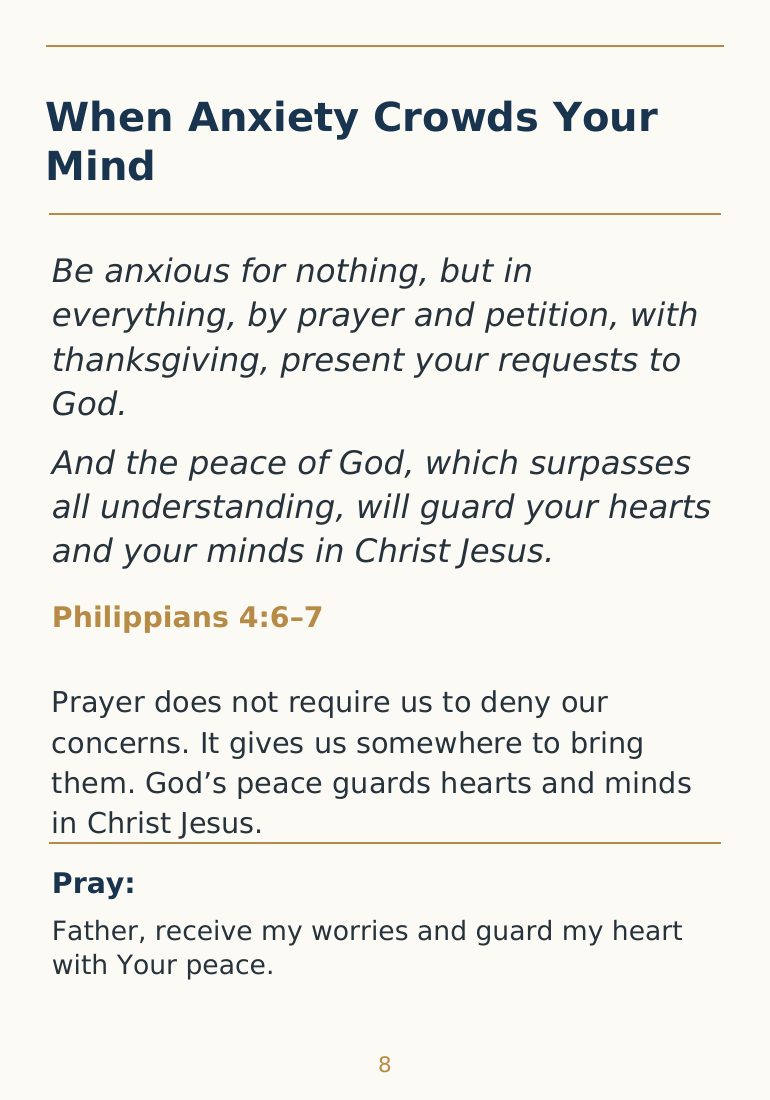 When Anxiety Crowds Your
Mind
Be anxious for nothing, but in
everything, by prayer and petition, with
thanksgiving, present your requests to
God.
And the peace of God, which surpasses
all understanding, will guard your hearts
and your minds in Christ Jesus.
Philippians 4:6–7
Prayer does not require us to deny our
concerns. It gives us somewhere to bring
them. God’s peace guards hearts and minds
in Christ Jesus.
Pray:
Father, receive my worries and guard my heart
with Your peace.
8